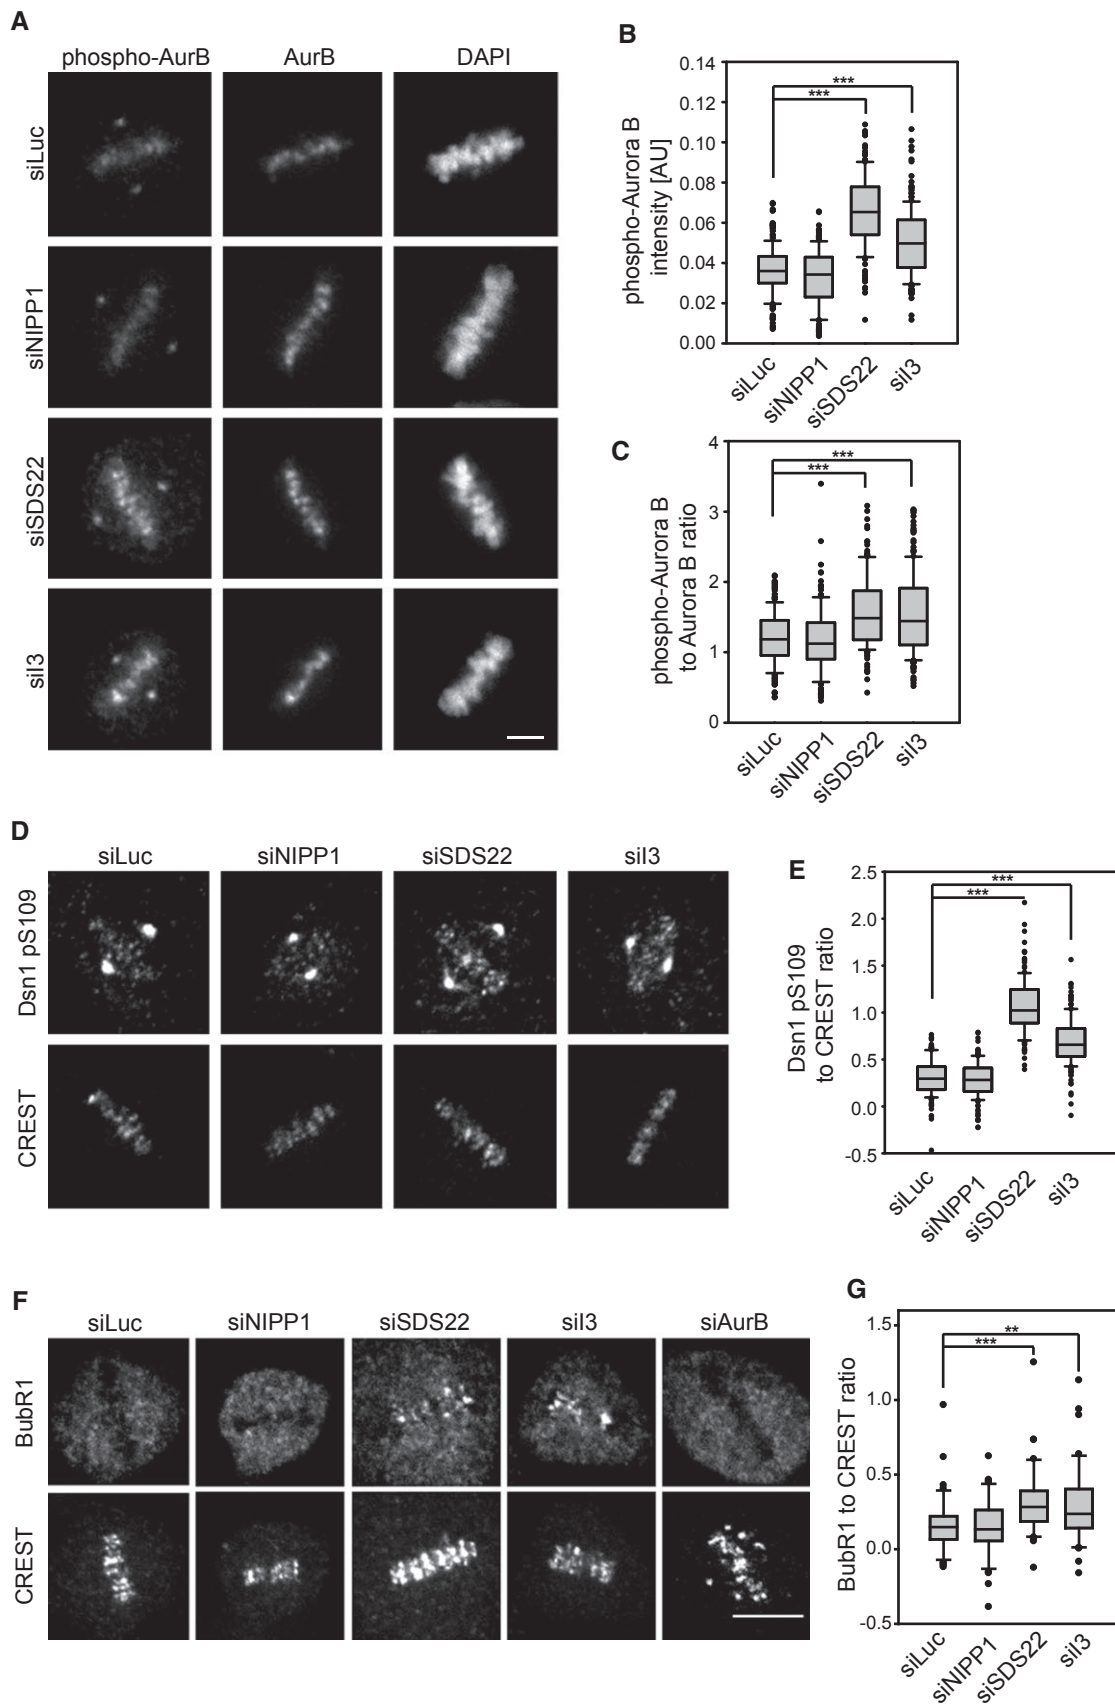 A
phospho-AurB AurB DAPI
siLuc
siNIPP1
siSDS22
siI3
B
phospho-Aurora B
intensity [AU]
0.14
0.12
0.10
0.08
0.06
0.04
0.02
0.00
*** 
***
siLuc siNIPP1 siSDS22 siI3
C
phospho-Aurora B
to Aurora B ratio
4
3
2
1
0
***
***
siLuc siNIPP1 siSDS22 siI3
D
siLuc siNIPP1 siSDS22 siI3
Dsn1 pS109
CREST
E
Dsn1 pS109
to CREST ratio
2.5
2.0
1.5
1.0
0.5
0.0
-0.5
***
***
siLuc siNIPP1 siSDS22 siI3
F
siLuc siNIPP1 siSDS22 siI3 siAurB
BubR1
CREST
G
BubR1 to CREST ratio
1.5
1.0
0.5
0.0
-0.5
**
***
siLuc siNIPP1 siSDS22 siI3